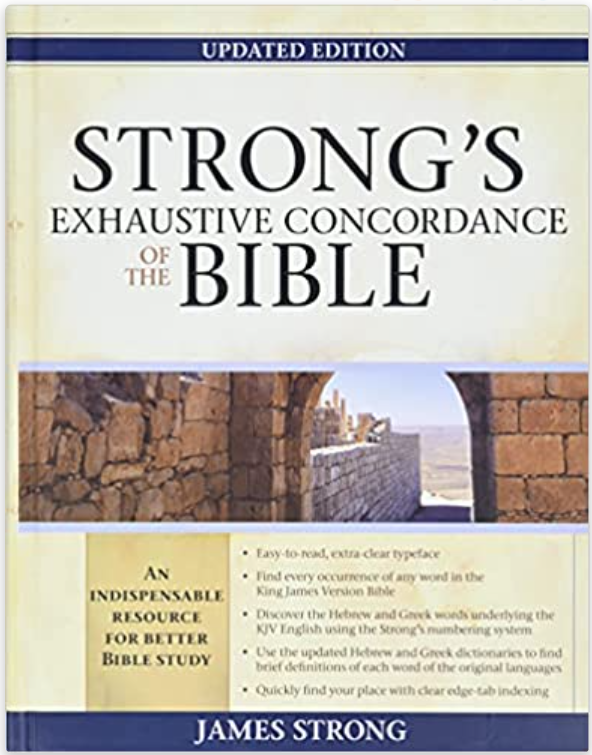 UPDATED EDITION
STRONG'S
EXHAUSTIVE CONCORDANCE
OF
THE
BIBLE
AN
INDISPENSABLE
RESOURCE
FOR BETTER
BIBLE STUDY
• Easy-to-read, extra-clear typeface
• Find every occurrence of any word in the
King James Version Bible
• Discover the Hebrew and Greek words underlying the
KJV English using the Strong's numbering system
• Use the updated Hebrew and Greek dictionaries to find
brief definitions of each word of the original languages
• Quickly find your place with clear edge-tab indexing
JAMES STRONG